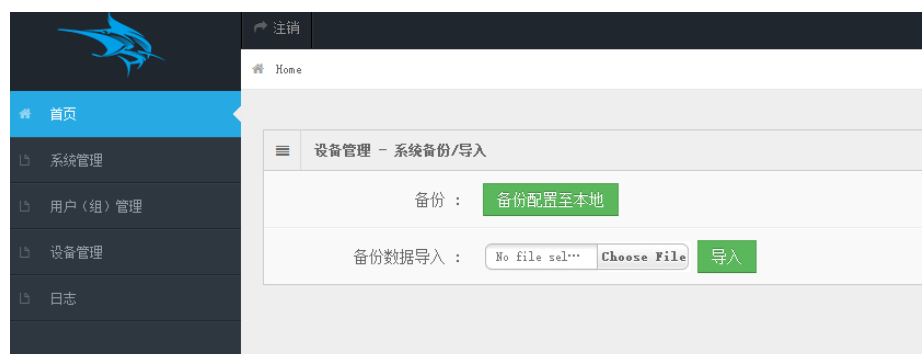 注销
Home
首页
系统管理
用户（组）管理
设备管理
日志
设备管理 - 系统备份/导入
备份 ： 备份配置至本地
备份数据导入 ： No file sel… Choose File 导入